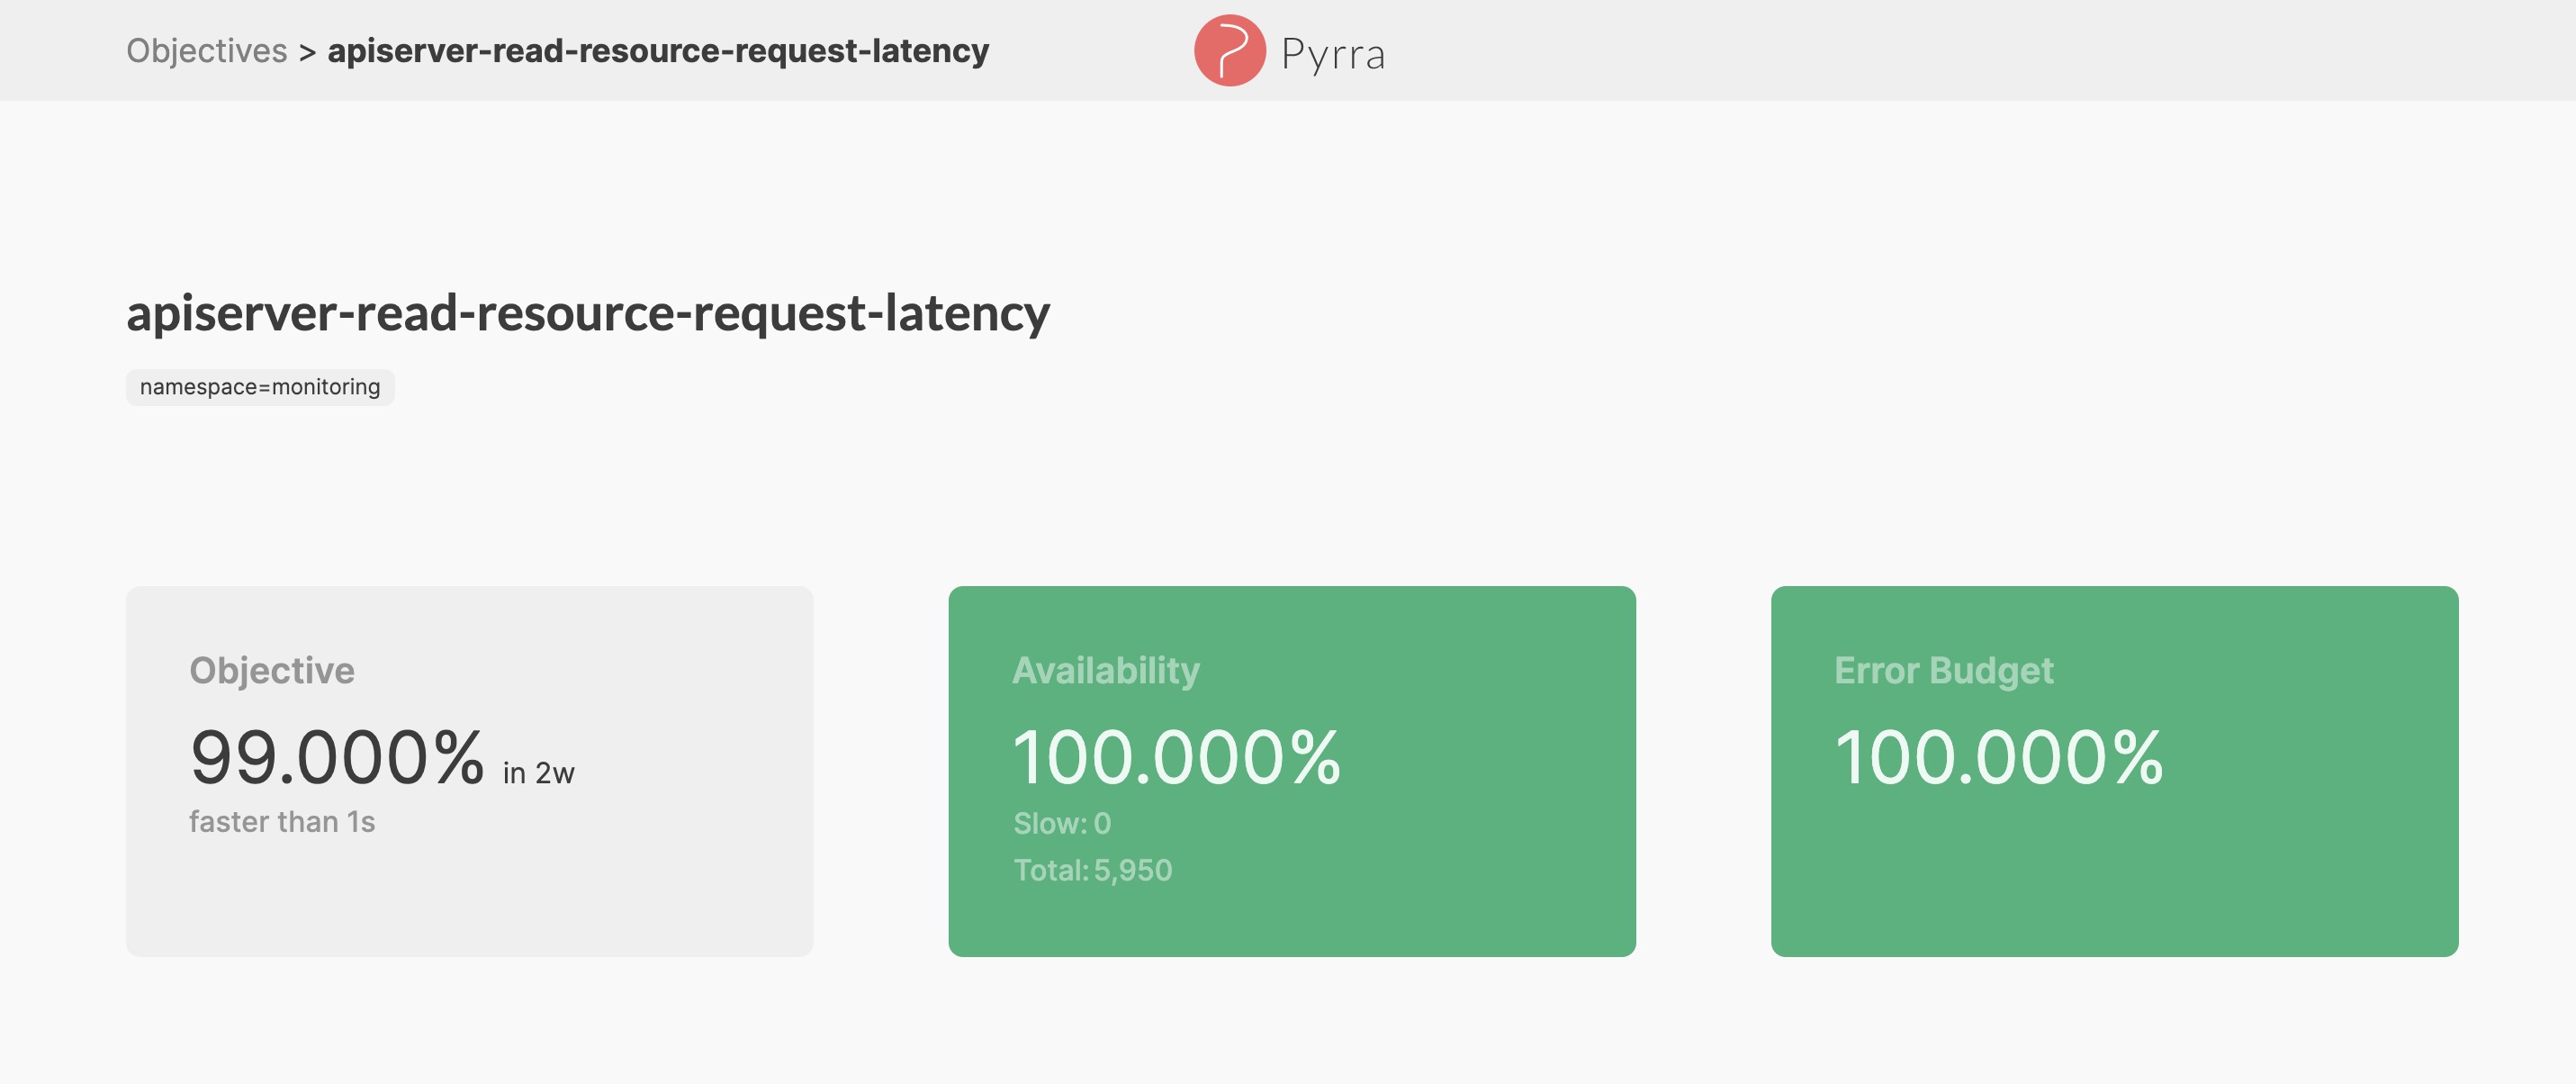 Objectives > apiserver-read-resource-request-latency
Pyrra
apiserver-read-resource-request-latency
namespace=monitoring
Objective
99.000% in 2w
faster than 1s
Availability
100.000%
Slow: 0
Total: 5,950
Error Budget
100.000%